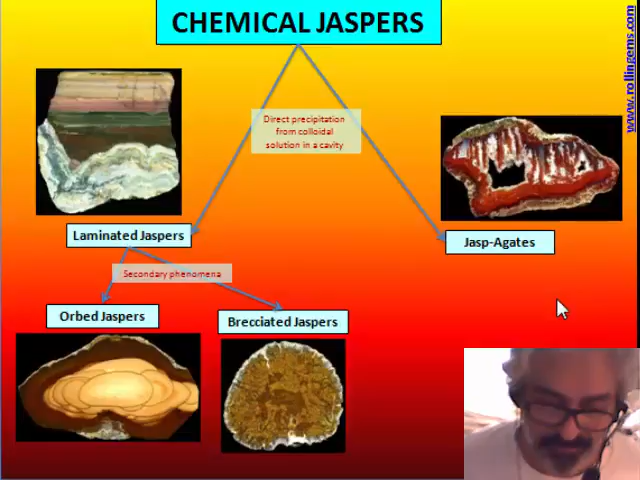 CHEMICAL JASPERS
www.rollingems.com
Direct precipitation
from colloidal
solution in a cavity
Laminated Jaspers
Jasp-Agates
Secondary phenomena
Orbed Jaspers
Brecciated Jaspers